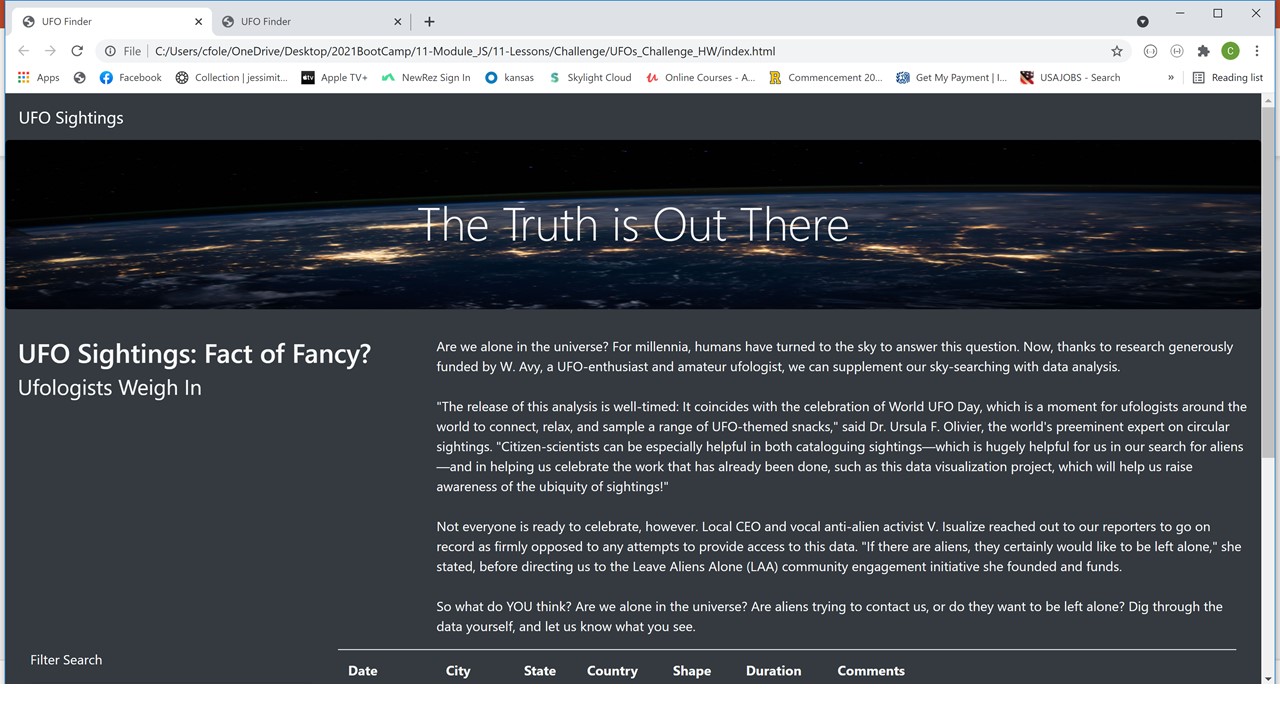 UFO Finder
UFO Finder
File
C:/Users/cfole/OneDrive/Desktop/2021BootCamp/11-Module_JS/11-Lessons/Challenge/UFOs_Challenge_HW/index.html
C
Apps
Facebook
Collection | jessimit...
tv
Apple TV+
NewRez Sign In
kansas
S
Skylight Cloud
Online Courses - A...
R
Commencement 20...
Get My Payment | I...
USAJOBS - Search
»
Reading list
UFO Sightings
The Truth is Out There
UFO Sightings: Fact of Fancy?
Ufologists Weigh In
Are we alone in the universe? For millennia, humans have turned to the sky to answer this question. Now, thanks to research generously
funded by W. Avy, a UFO-enthusiast and amateur ufologist, we can supplement our sky-searching with data analysis.
"The release of this analysis is well-timed: It coincides with the celebration of World UFO Day, which is a moment for ufologists around the
world to connect, relax, and sample a range of UFO-themed snacks," said Dr. Ursula F. Olivier, the world's preeminent expert on circular
sightings. "Citizen-scientists can be especially helpful in both cataloguing sightings—which is hugely helpful for us in our search for aliens
—and in helping us celebrate the work that has already been done, such as this data visualization project, which will help us raise
awareness of the ubiquity of sightings!"
Not everyone is ready to celebrate, however. Local CEO and vocal anti-alien activist V. Isualize reached out to our reporters to go on
record as firmly opposed to any attempts to provide access to this data. "If there are aliens, they certainly would like to be left alone," she
stated, before directing us to the Leave Aliens Alone (LAA) community engagement initiative she founded and funds.
So what do YOU think? Are we alone in the universe? Are aliens trying to contact us, or do they want to be left alone? Dig through the
data yourself, and let us know what you see.
Filter Search
Date City State Country Shape Duration Comments